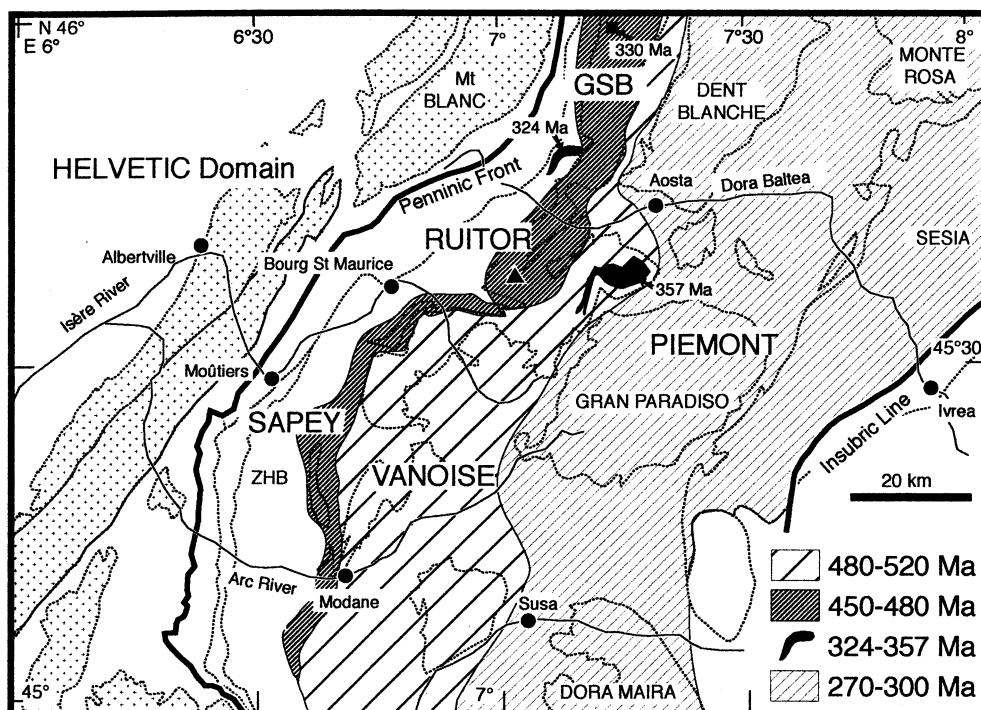 N 46°
E 6°
6°30
7°
7°30
8°
330 Ma
GSB
Mt
BLANC
DENT
BLANCHE
MONTE
ROSA
324 Ma
HELVETIC Domain
Penninic Front
Aosta
Dora Baltea
Albertville
RUITOR
Bourg St Maurice
SESIA
Isère River
357 Ma
PIEMONT
45°30
Moûtiers
GRAN PARADISO
Ivrea
SAPEY
Insubric Line
ZHB
VANOISE
20 km
480-520 Ma
Arc River
Modane
Susa
450-480 Ma
324-357 Ma
45°
7°
DORA MAIRA
270-300 Ma